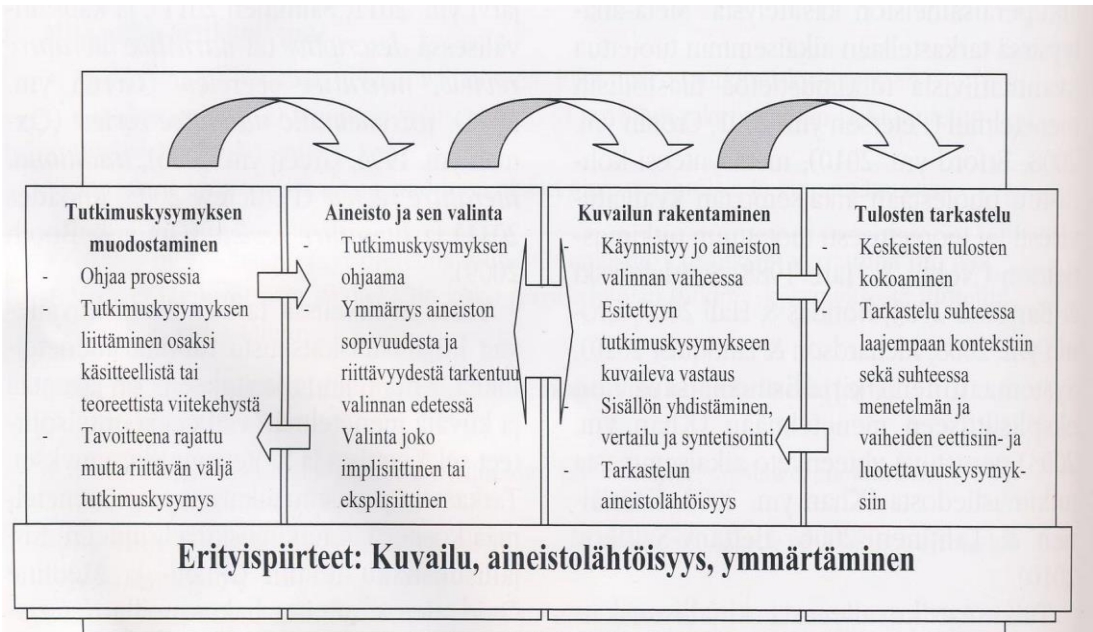 Tutkimuskysymyksen
muodostaminen
- Ohjaa prosessia
- Tutkimuskysymyksen
liittäminen osaksi
käsitteellistä tai
teoreettista viitekehystä
- Tavoitteena rajattu
mutta riittävän väljä
tutkimuskysymys
Aineisto ja sen valinta
- Tutkimuskysymyksen
ohjaama
- Ymmärrys aineiston
sopivuudesta ja
riittävyydestä tarkentuu
valinnan edetessä
- Valinta joko
implisiittinen tai
eksplisiittinen
Kuvailun rakentaminen
- Käynnistyy jo aineiston
valinnan vaiheessa
- Esitettyyn
tutkimuskysymykseen
kuvaileva vastaus
- Sisällön yhdistäminen,
vertailu ja syntetisointi
- Tarkastelun
aineistolähtöisyys
Tulosten tarkastelu
- Keskeisten tulosten
kokoaminen
- Tarkastelu suhteessa
laajempaan kontekstiin
sekä suhteessa
menetelmän ja
vaiheiden eettisiin- ja
luotettavuuskysymyk-
siin
Erityispiirteet: Kuvailu, aineistolähtöisyys, ymmärtäminen